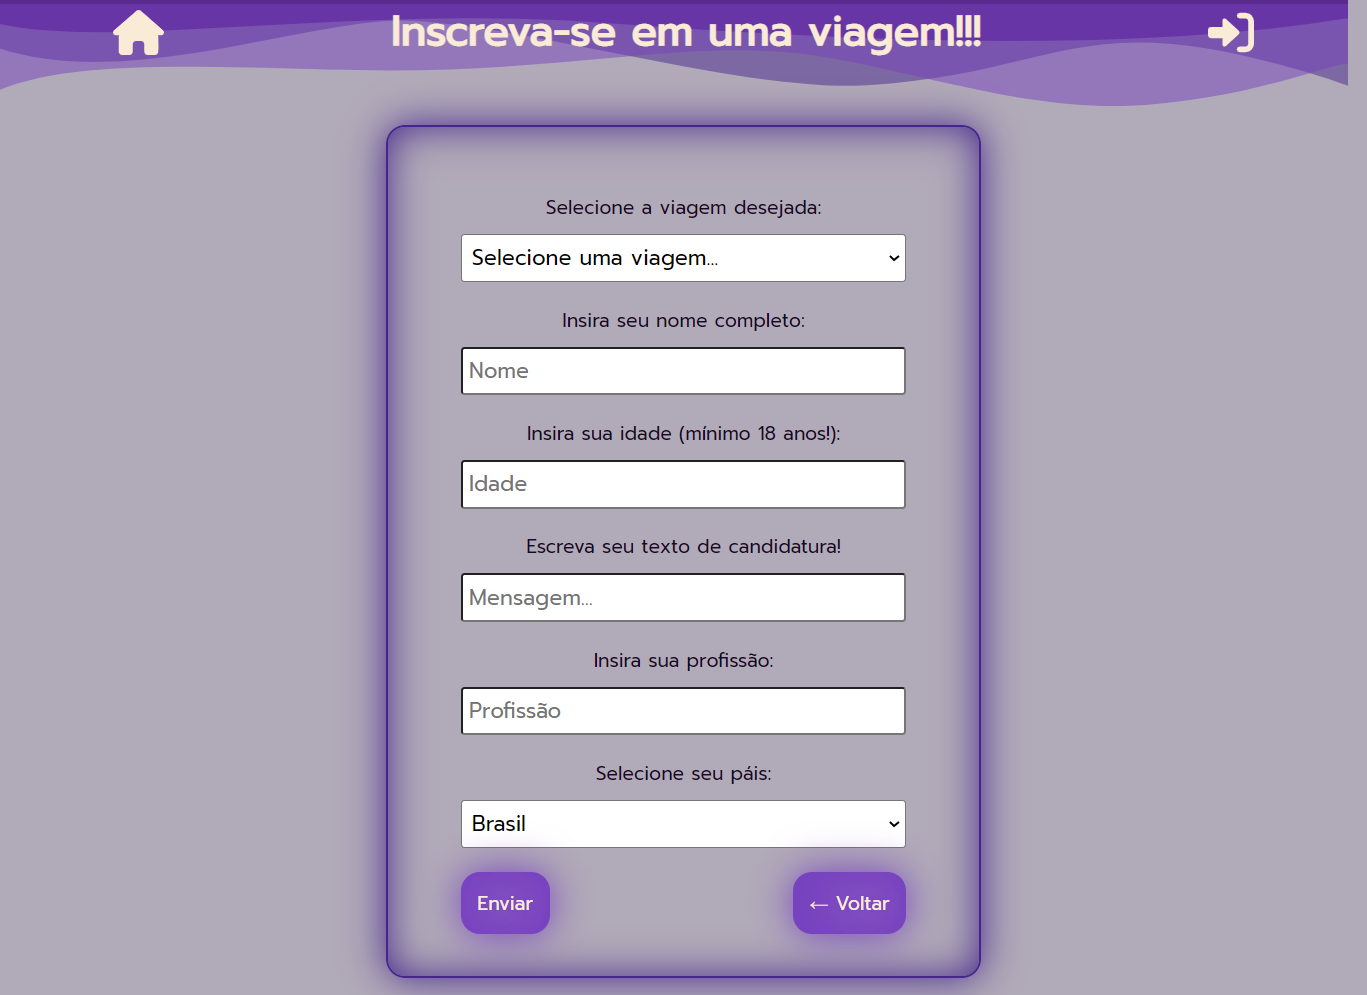 Inscreva-se em uma viagem!!!
Selecione a viagem desejada:
Selecione uma viagem...
Insira seu nome completo:
Nome
Insira sua idade (mínimo 18 anos!):
Idade
Escreva seu texto de candidatura!
Mensagem...
Insira sua profissão:
Profissão
Selecione seu páis:
Brasil
Enviar
← Voltar